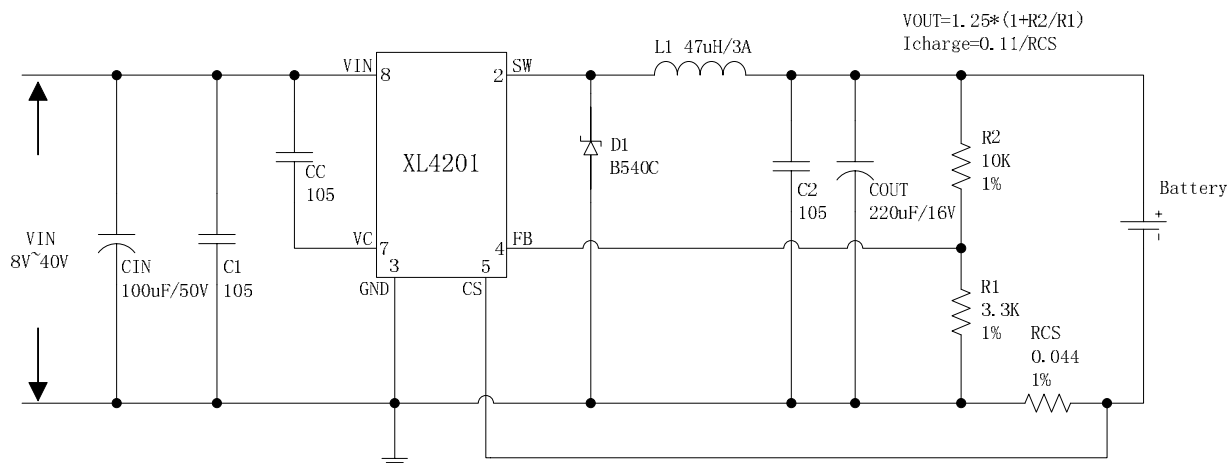 VOUT=1.25*(1+R2/R1)
Icharge=0.11/RCS
L1 47uH/3A
VIN
8
2
SW
XL4201
CC
105
D1
B540C
C2
105
COUT
220uF/16V
R2
10K
1%
Battery
+
-
VIN
8V~40V
CIN
100uF/50V
C1
105
VC
7
3
GND
5
CS
4
FB
R1
3.3K
1%
RCS
0.044
1%